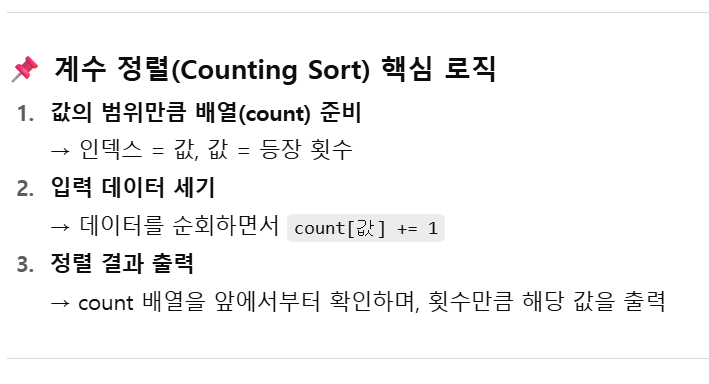 📌 계수 정렬(Counting Sort) 핵심 로직
1. 값의 범위만큼 배열(count) 준비
→ 인덱스 = 값, 값 = 등장 횟수
2. 입력 데이터 세기
→ 데이터를 순회하면서 count[값] += 1
3. 정렬 결과 출력
→ count 배열을 앞에서부터 확인하며, 횟수만큼 해당 값을 출력